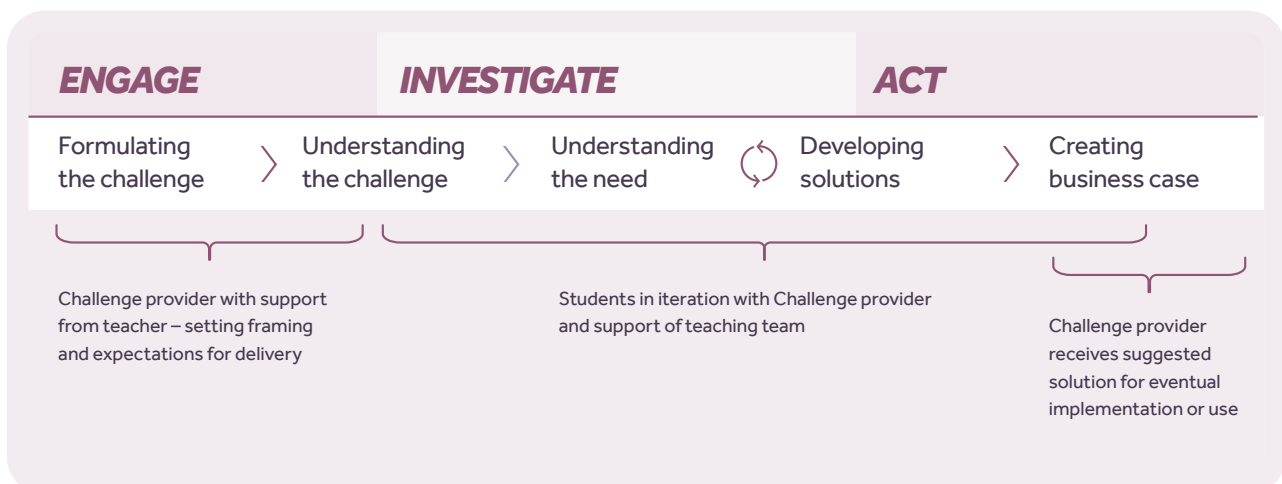 ENGAGE
INVESTIGATE
ACT
Formulating
the challenge
Understanding
the challenge
Understanding
the need
Developing
solutions
Creating
business case
Challenge provider with support
from teacher – setting framing
and expectations for delivery
Students in iteration with Challenge provider
and support of teaching team
Challenge provider
receives suggested
solution for eventual
implementation or use